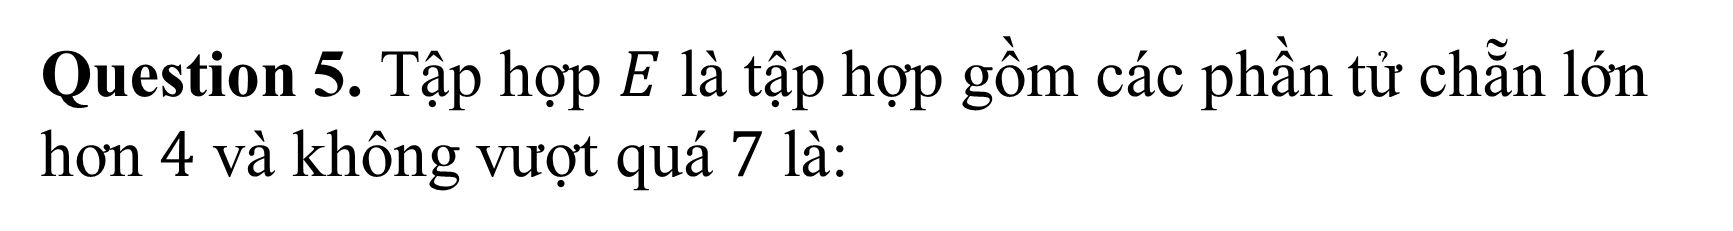 Question 5. Tập hợp E là tập hợp gồm các phần tử chẵn lớn
hơn 4 và không vượt quá 7 là: